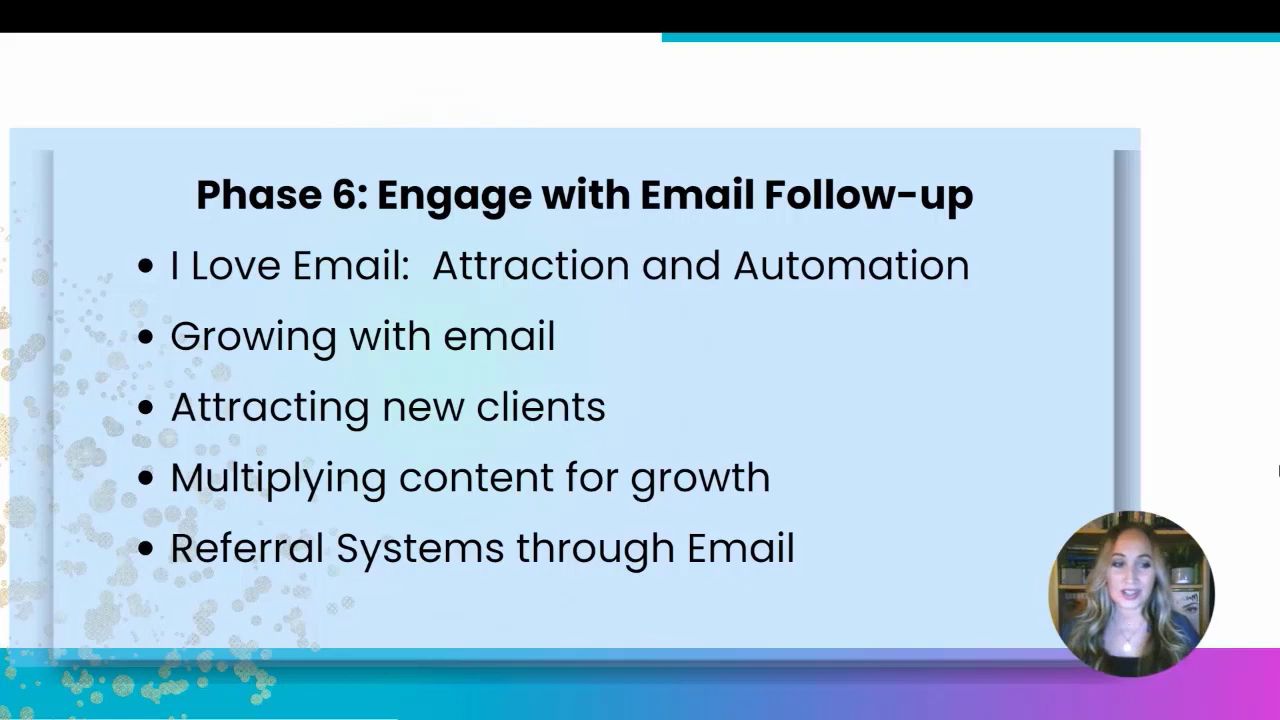 Phase 6: Engage with Email Follow-up
• I Love Email:  Attraction and Automation
• Growing with email
• Attracting new clients
• Multiplying content for growth
• Referral Systems through Email